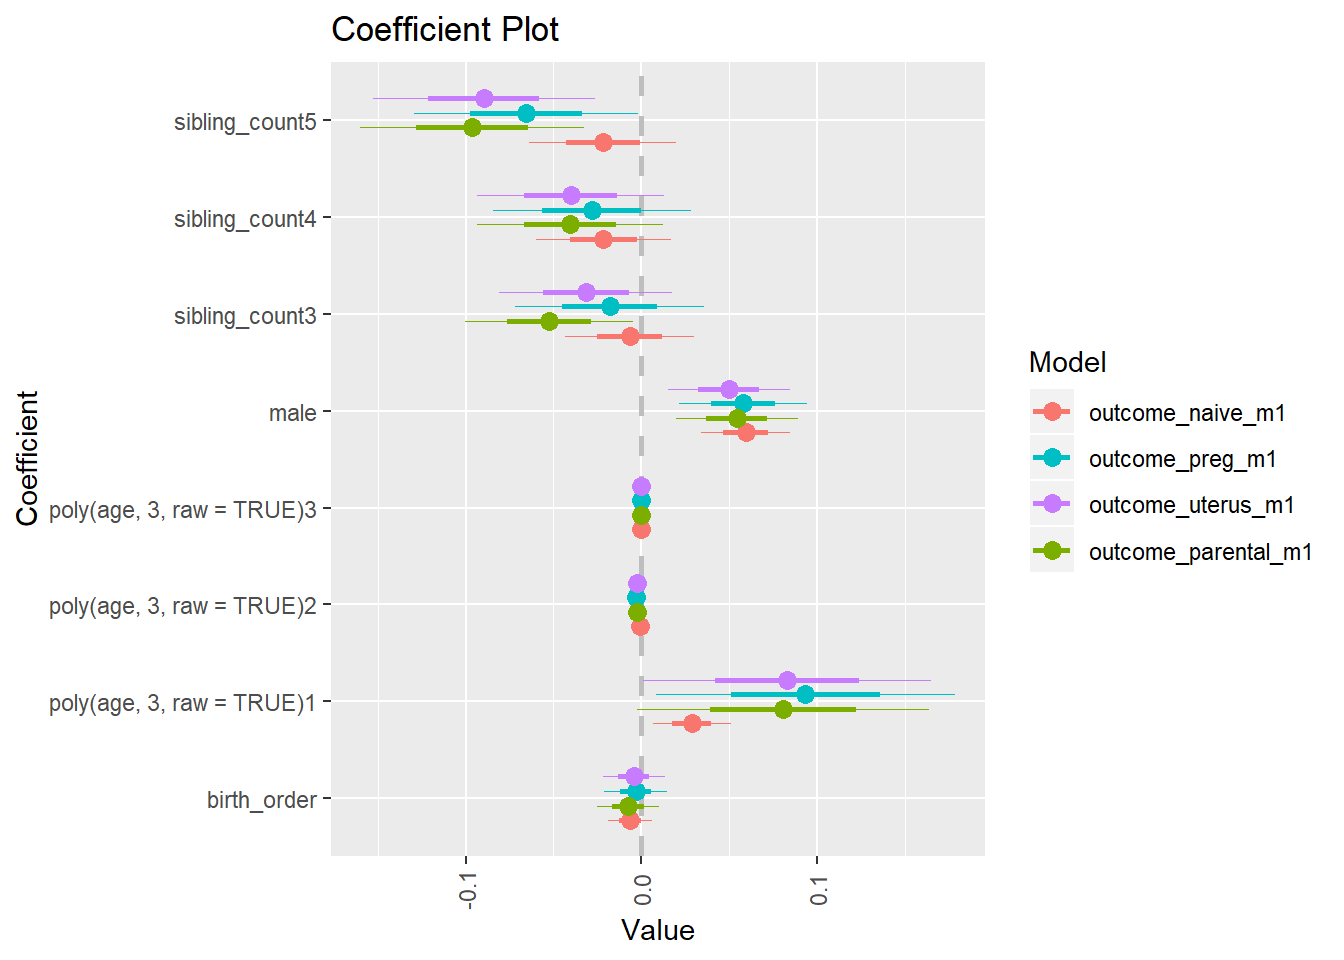 Coefficient Plot
Coefficient
sibling_count5
sibling_count4
sibling_count3
male
poly(age, 3, raw = TRUE)3
poly(age, 3, raw = TRUE)2
poly(age, 3, raw = TRUE)1
birth_order
-0.1
0.0
0.1
Value
Model
outcome_naive_m1
outcome_preg_m1
outcome_uterus_m1
outcome_parental_m1